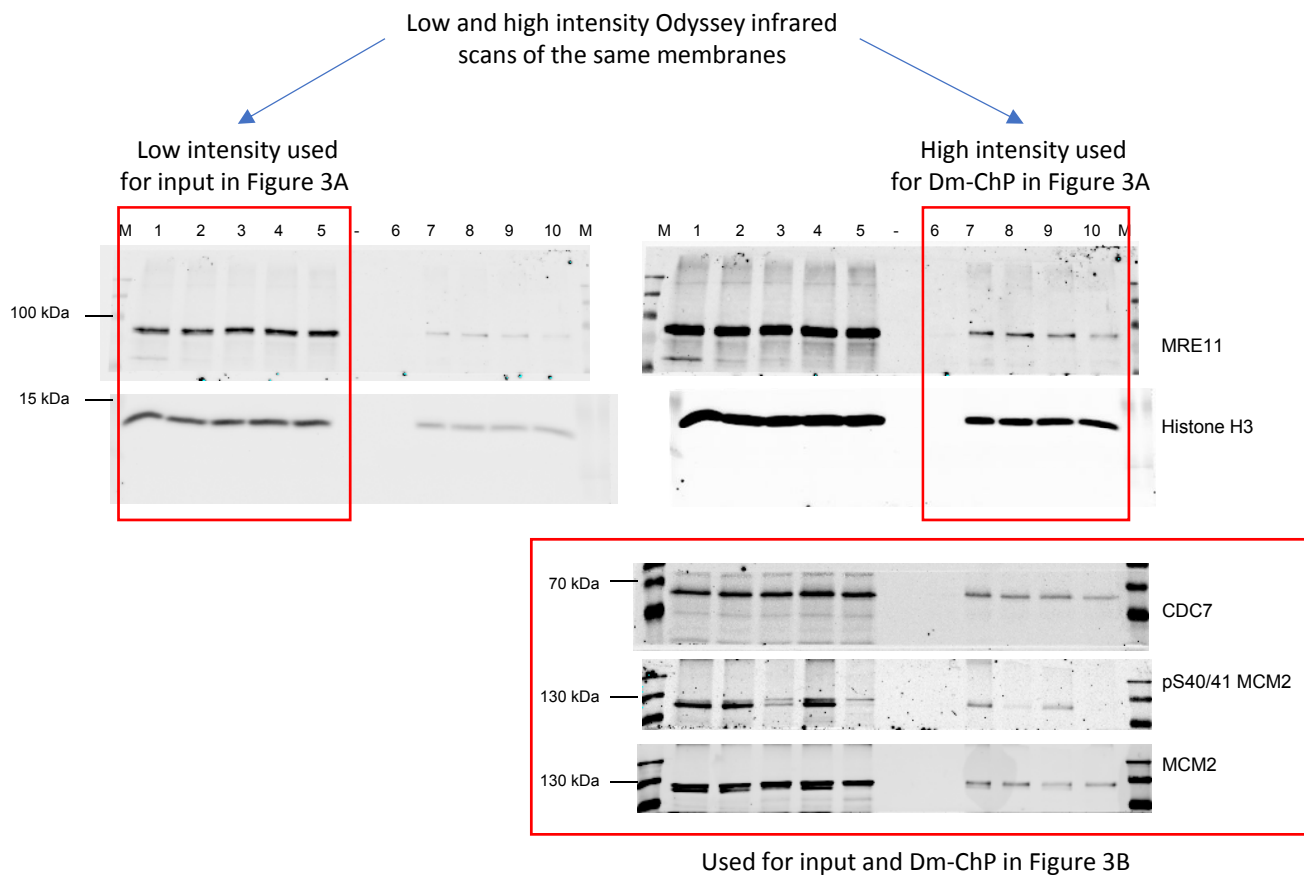 Low and high intensity Odyssey infrared
scans of the same membranes
Low intensity used
for input in Figure 3A
High intensity used
for Dm-ChP in Figure 3A
M 1 2 3 4 5 - 6 7 8 9 10 M
M 1 2 3 4 5 - 6 7 8 9 10 M
100 kDa
MRE11
15 kDa
Histone H3
70 kDa
CDC7
pS40/41 MCM2
130 kDa
MCM2
130 kDa
Used for input and Dm-ChP in Figure 3B